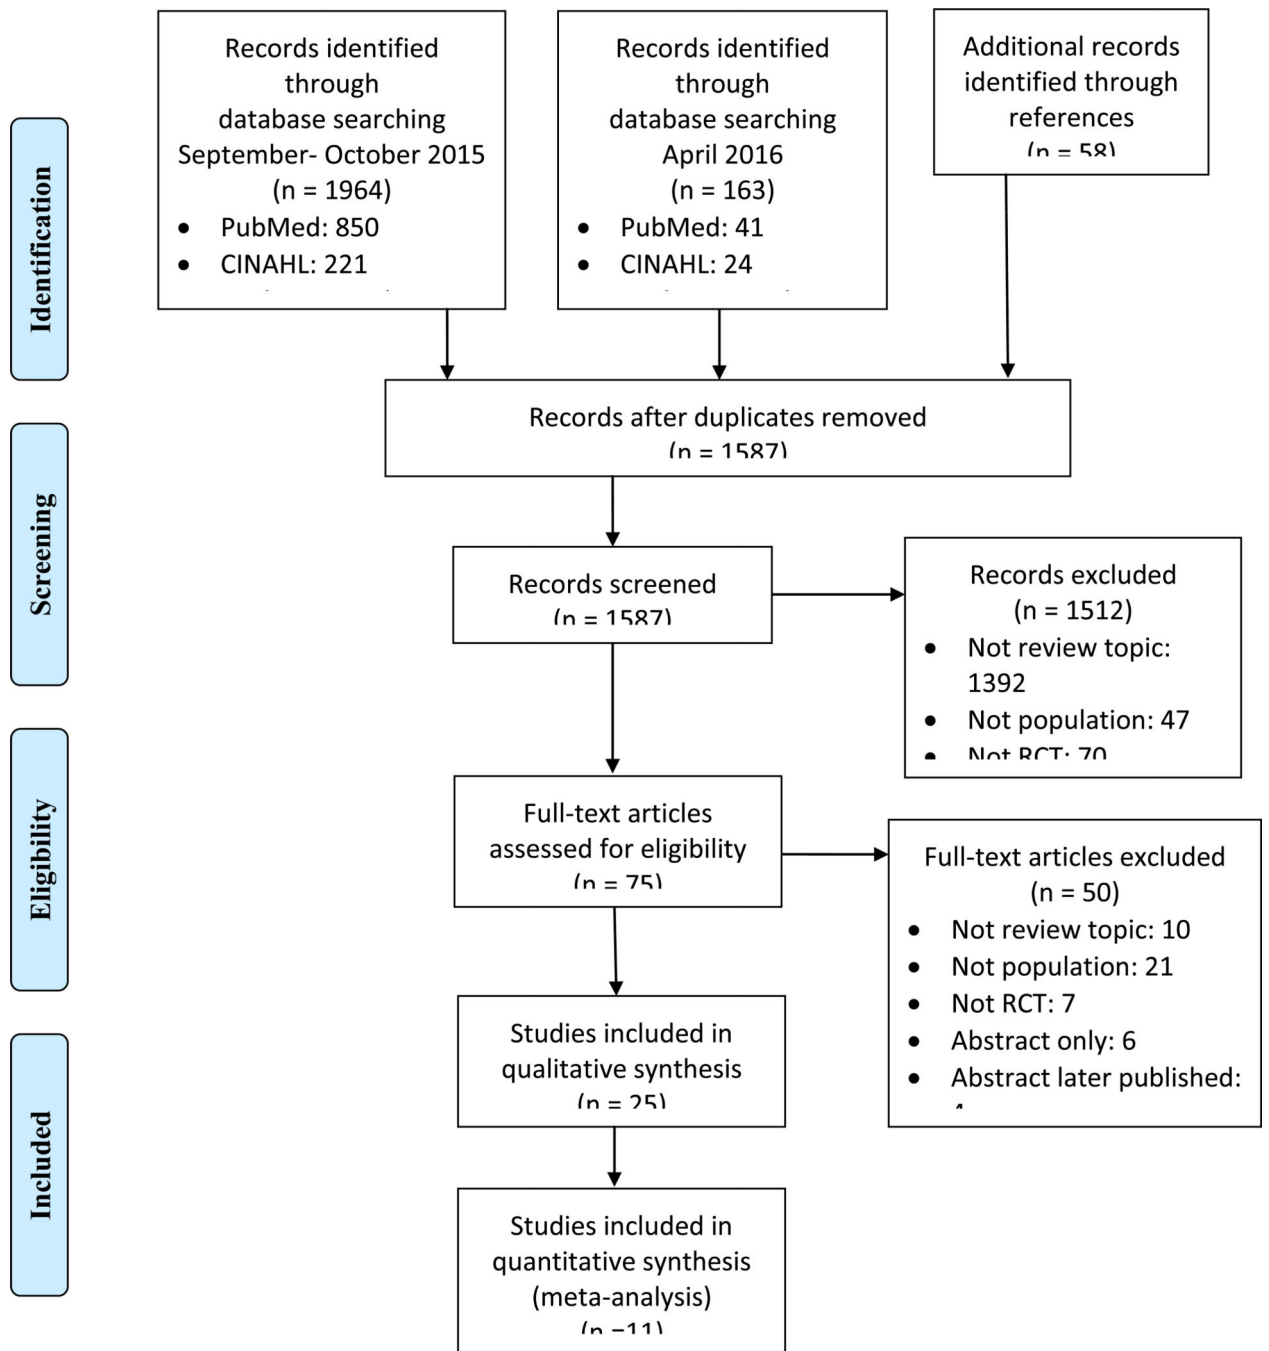 Records identified
through
database searching
September- October 2015
(n = 1964)
• PubMed: 850
• CINAHL: 221
Records identified
through
database searching
April 2016
(n = 163)
• PubMed: 41
• CINAHL: 24
Additional records
identified through
references
(n = 58)
Identification
Records after duplicates removed
(n = 1587)
Screening
Records screened
(n = 1587)
Records excluded
(n = 1512)
• Not review topic:
1392
• Not population: 47
• Not RCT: 70
Eligibility
Full-text articles
assessed for eligibility
(n = 75)
Full-text articles excluded
(n = 50)
• Not review topic: 10
• Not population: 21
• Not RCT: 7
• Abstract only: 6
• Abstract later published:
Included
Studies included in
qualitative synthesis
(n = 25)
Studies included in
quantitative synthesis
(meta-analysis)
(n =11)